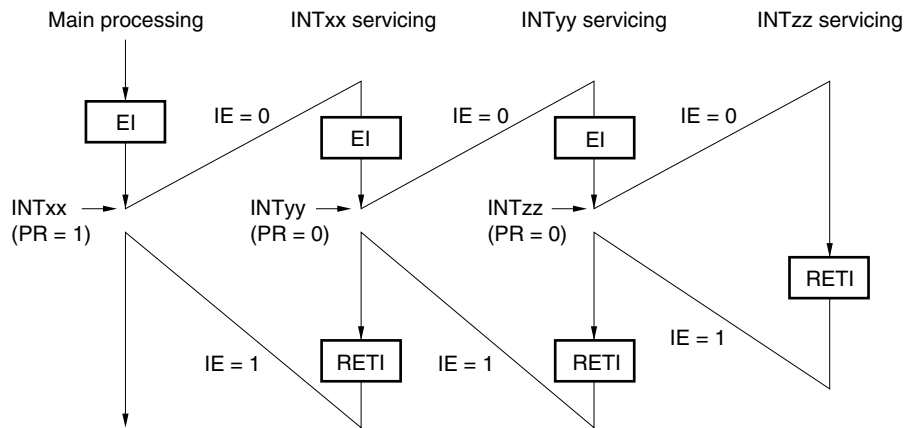 Main processing
INTxx servicing
INTyy servicing
INTzz servicing
EI
IE = 0
EI
IE = 0
EI
IE = 0
INTxx
(PR = 1)
INTyy
(PR = 0)
INTzz
(PR = 0)
RETI
IE = 1
RETI
IE = 1
RETI
IE = 1